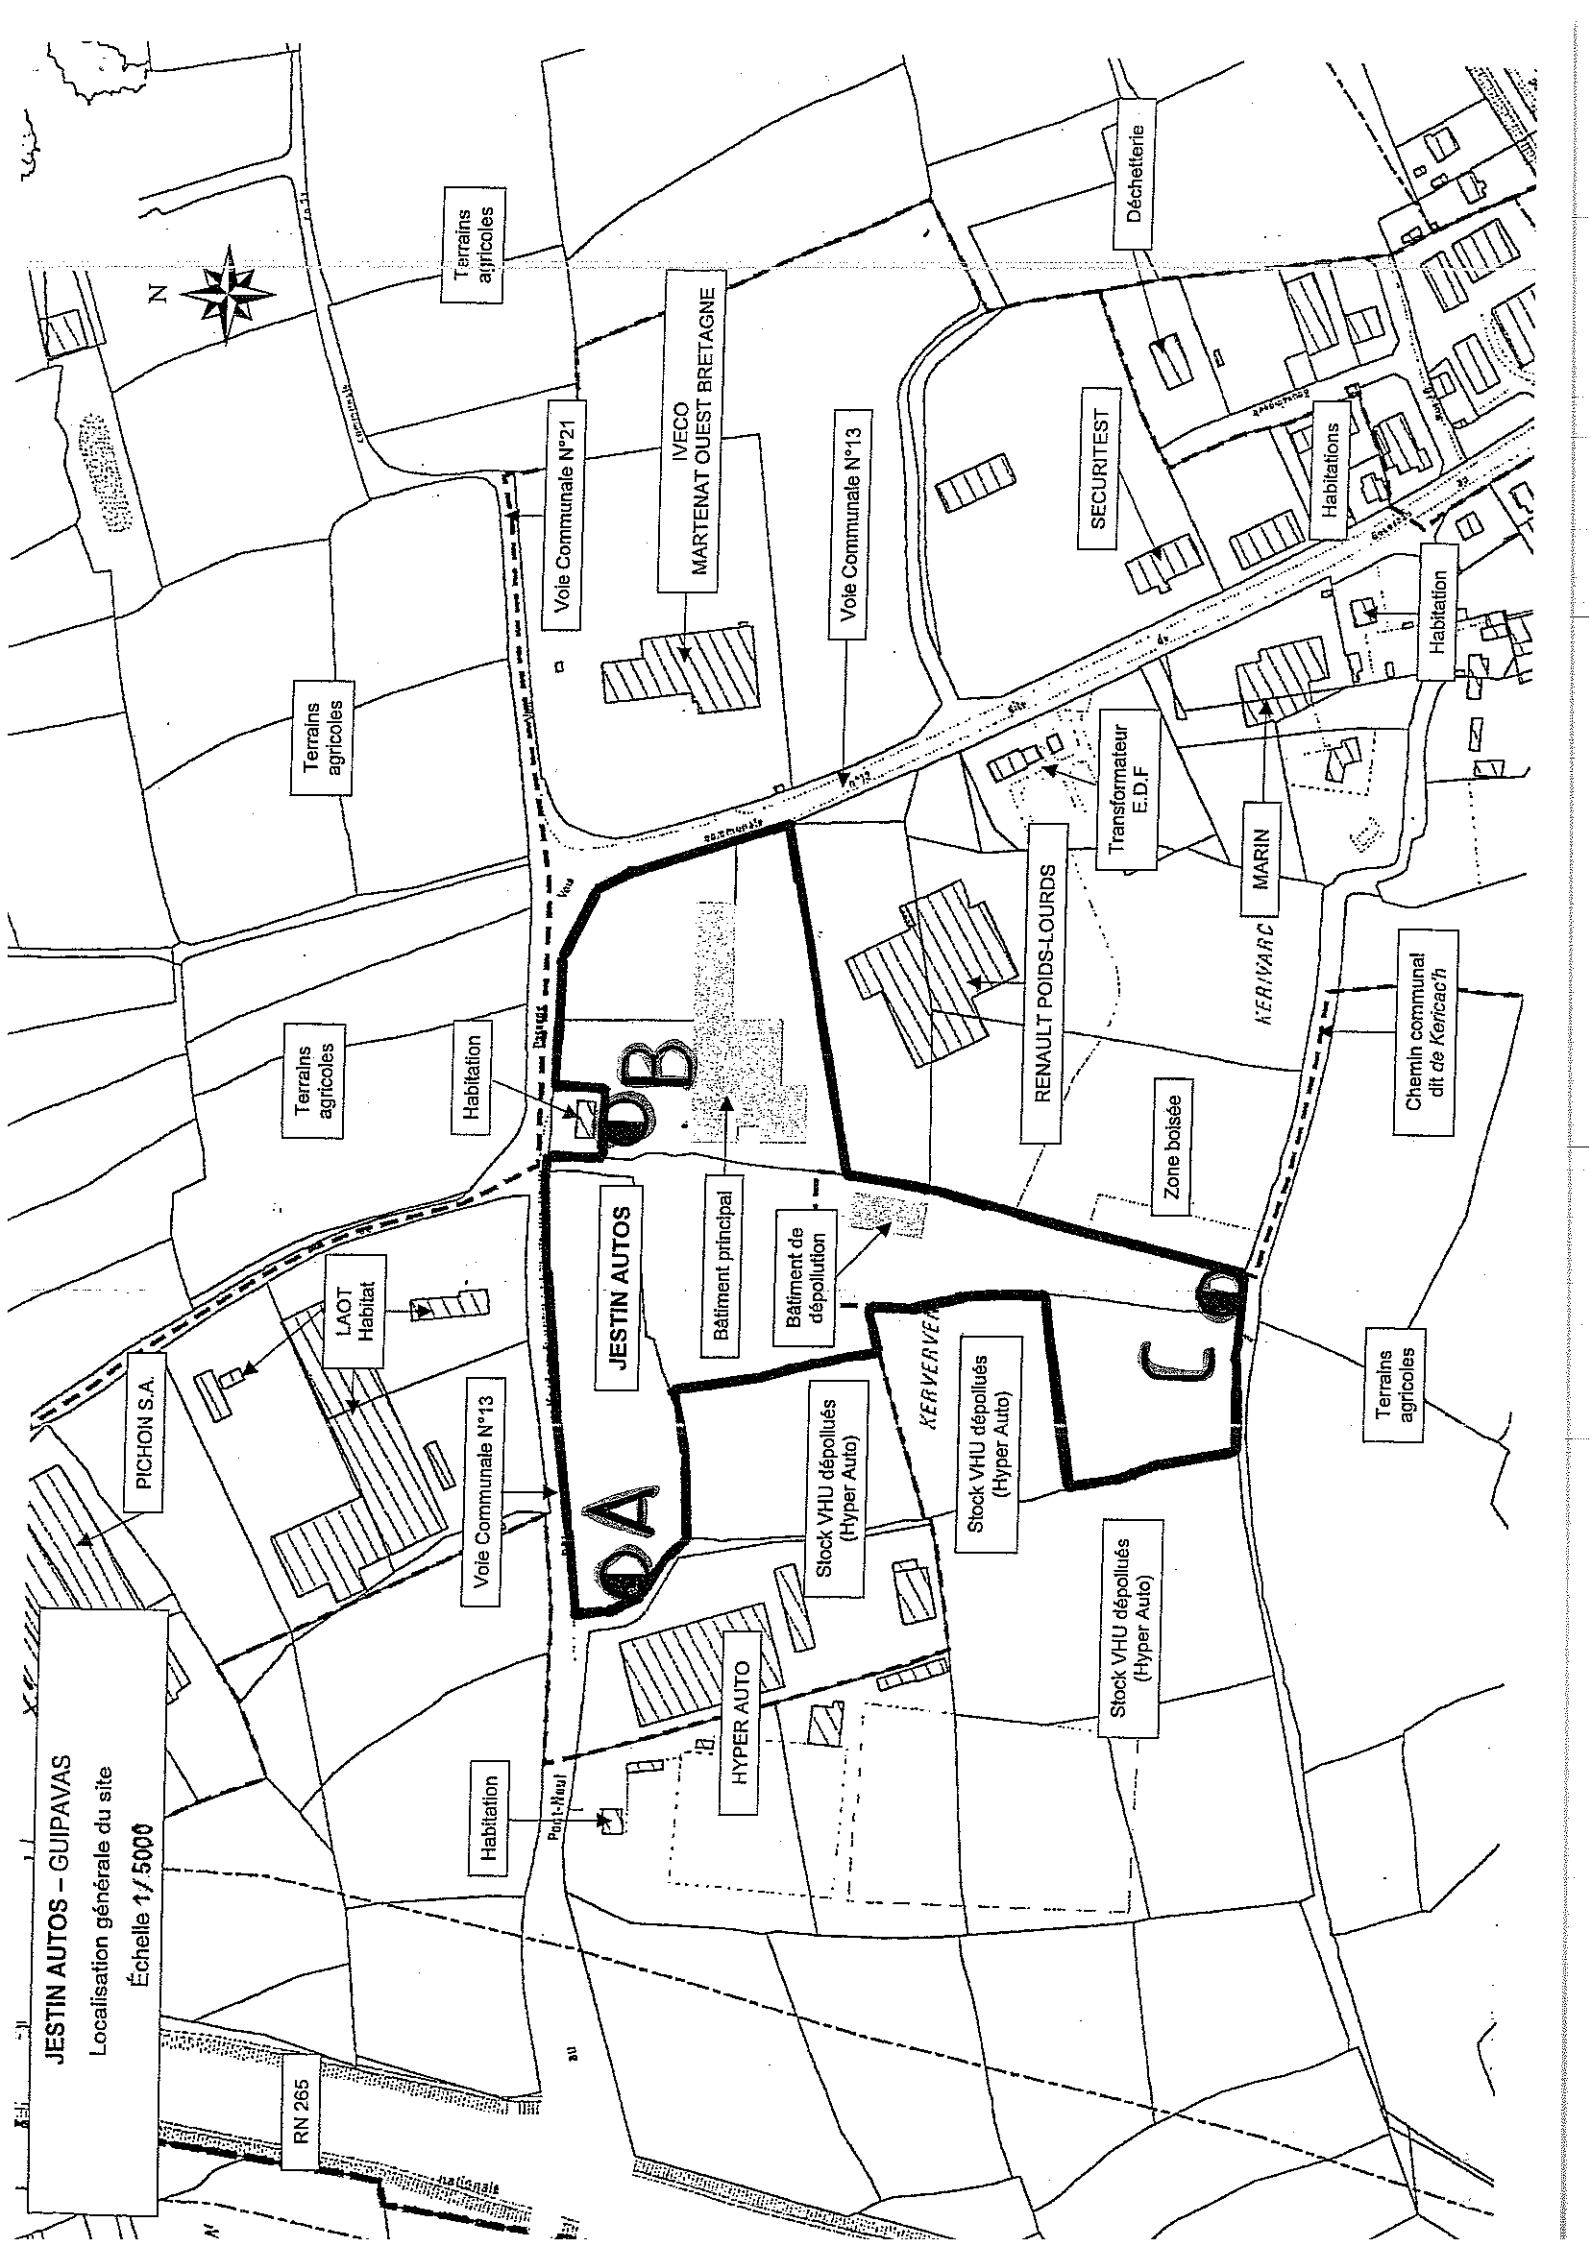 JESTIN AUTOS – GUIPAVAS
Localisation générale du site
Échelle 1/5000
N
RN 265
nationale
PICHON S.A.
LAOT
Habitat
Voie Communale N°13
Habitation
Pont-Neuf
au
HYPER AUTO
Stock VHU dépollués
(Hyper Auto)
Stock VHU dépollués
(Hyper Auto)
Stock VHU dépollués
(Hyper Auto)
KERVERVEN
JESTIN AUTOS
A
B
C
Bâtiment principal
Bâtiment de
dépollution
Habitation
Terrains
agricoles
Terrains
agricoles
Terrains
agricoles
Terrains
agricoles
Voie
Voie Communale N°21
IVECO
MARTENAT OUEST BRETAGNE
Voie Communale N°13
RENAULT POIDS-LOURDS
Zone boisée
KERIVARC
Chemin communal
dit de Kericac'h
Transformateur
E.D.F
MARIN
SECURITEST
Déchetterie
Habitations
Habitation